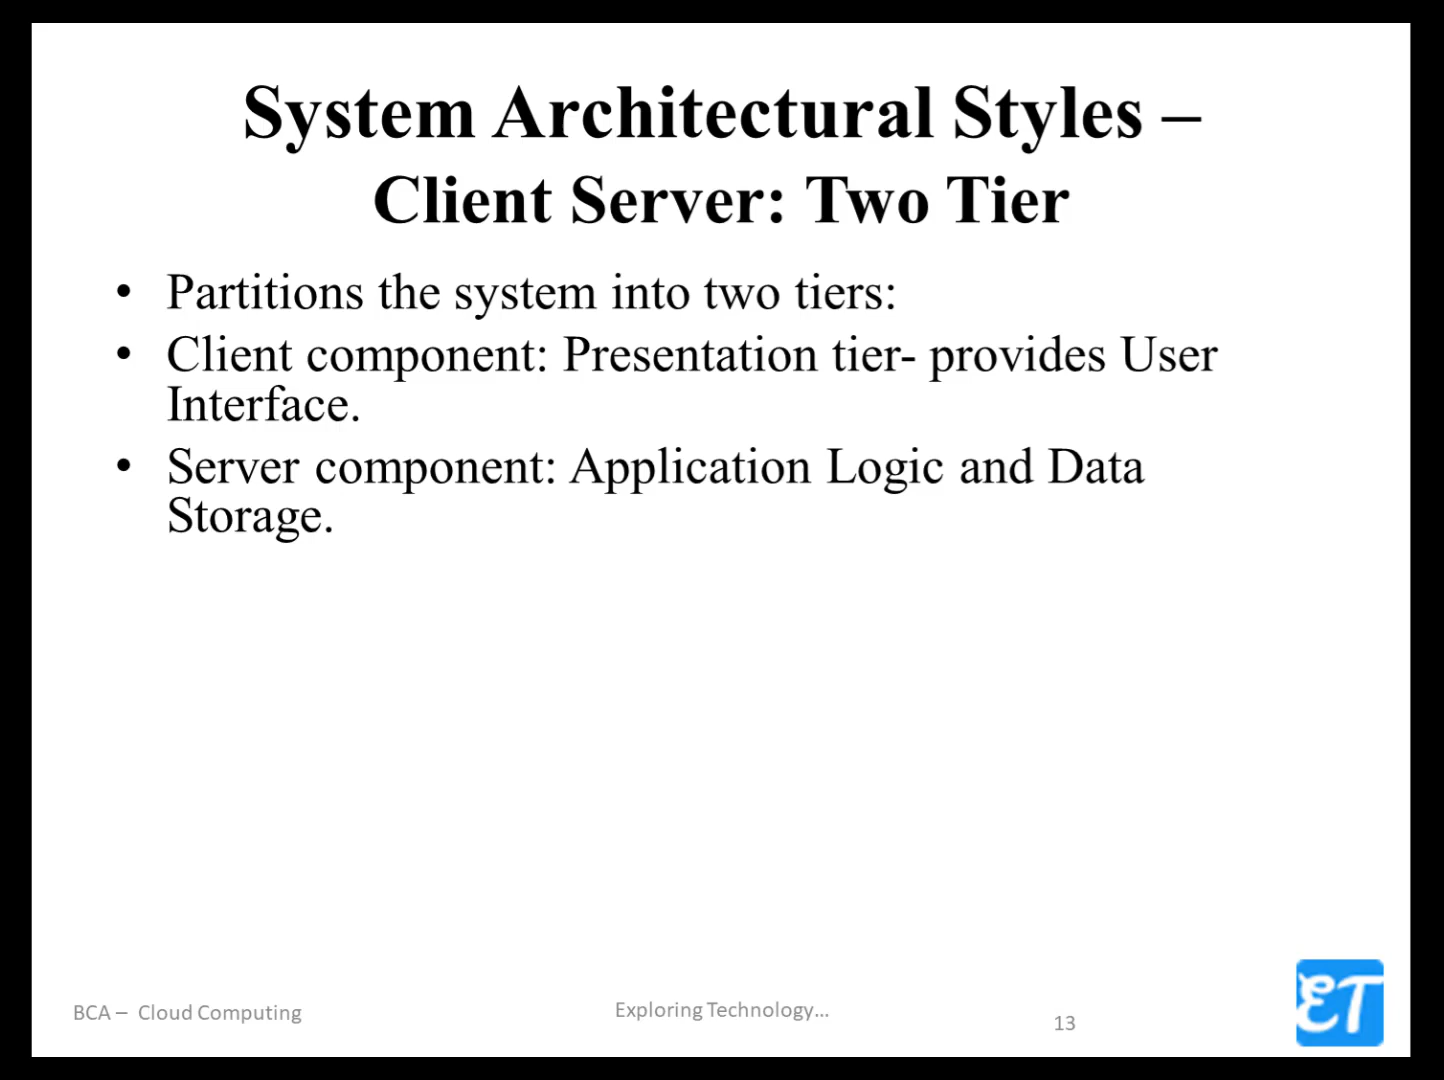 System Architectural Styles –
Client Server: Two Tier
• Partitions the system into two tiers:
• Client component: Presentation tier- provides User
Interface.
• Server component: Application Logic and Data
Storage.
BCA – Cloud Computing
Exploring Technology...
13
ET